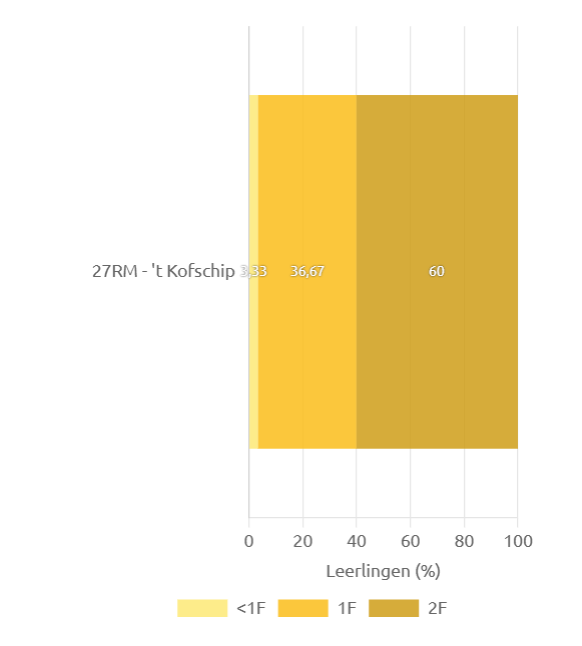 27RM - 't Kofschip 3,33 36,67 60
0 20 40 60 80 100
Leerlingen (%)
<1F 1F 2F